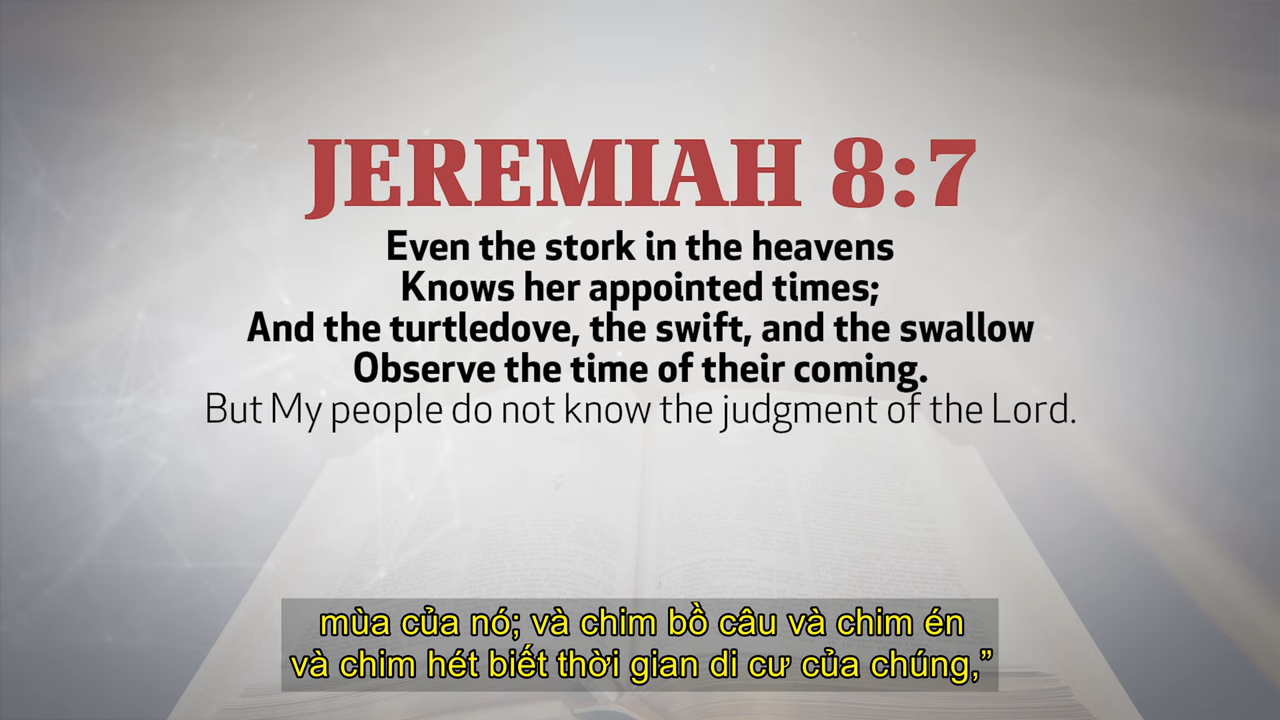 JEREMIAH 8:7
Even the stork in the heavens
Knows her appointed times;
And the turtledove, the swift, and the swallow
Observe the time of their coming.
But My people do not know the judgment of the Lord.
mùa của nó; và chim bồ câu và chim én
và chim hét biết thời gian di cư của chúng,”